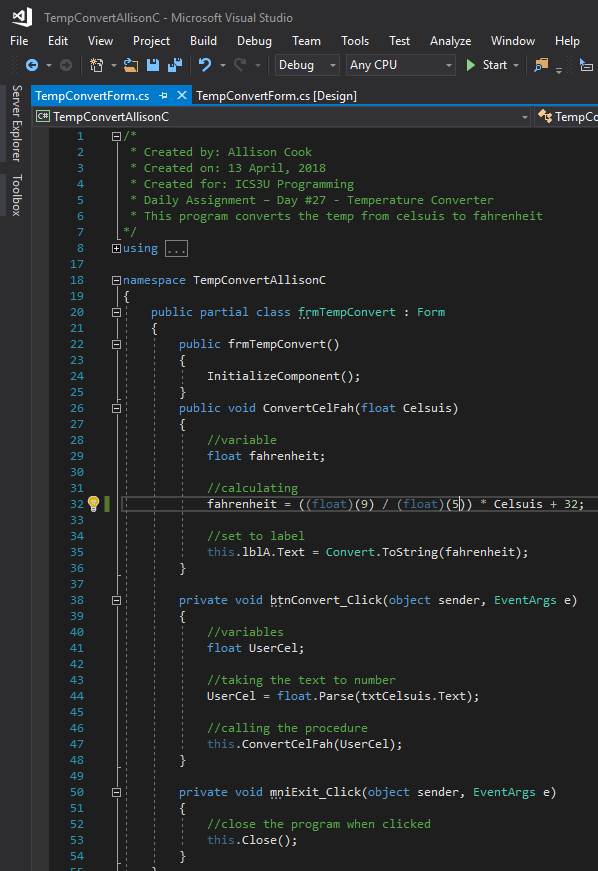 TempConvertAllisonC - Microsoft Visual Studio
File Edit View Project Build Debug Team Tools Test Analyze Window Help
Debug Any CPU Start
TempConvertForm.cs TempConvertForm.cs [Design]
C# TempConvertAllisonC TempCo
Server Explorer
Toolbox
1 /*
2 * Created by: Allison Cook
3 * Created on: 13 April, 2018
4 * Created for: ICS3U Programming
5 * Daily Assignment – Day #27 - Temperature Converter
6 * This program converts the temp from celsuis to fahrenheit
7 */
8 using ...
17
18 namespace TempConvertAllisonC
19 {
20 public partial class frmTempConvert : Form
21 {
22 public frmTempConvert()
23 {
24 InitializeComponent();
25 }
26 public void ConvertCelFah(float Celsuis)
27 {
28 //variable
29 float fahrenheit;
30
31 //calculating
32 fahrenheit = ((float)(9) / (float)(5)) * Celsuis + 32;
33
34 //set to label
35 this.lblA.Text = Convert.ToString(fahrenheit);
36 }
37
38 private void btnConvert_Click(object sender, EventArgs e)
39 {
40 //variables
41 float UserCel;
42
43 //taking the text to number
44 UserCel = float.Parse(txtCelsuis.Text);
45
46 //calling the procedure
47 this.ConvertCelFah(UserCel);
48 }
49
50 private void mniExit_Click(object sender, EventArgs e)
51 {
52 //close the program when clicked
53 this.Close();
54 }
55 }